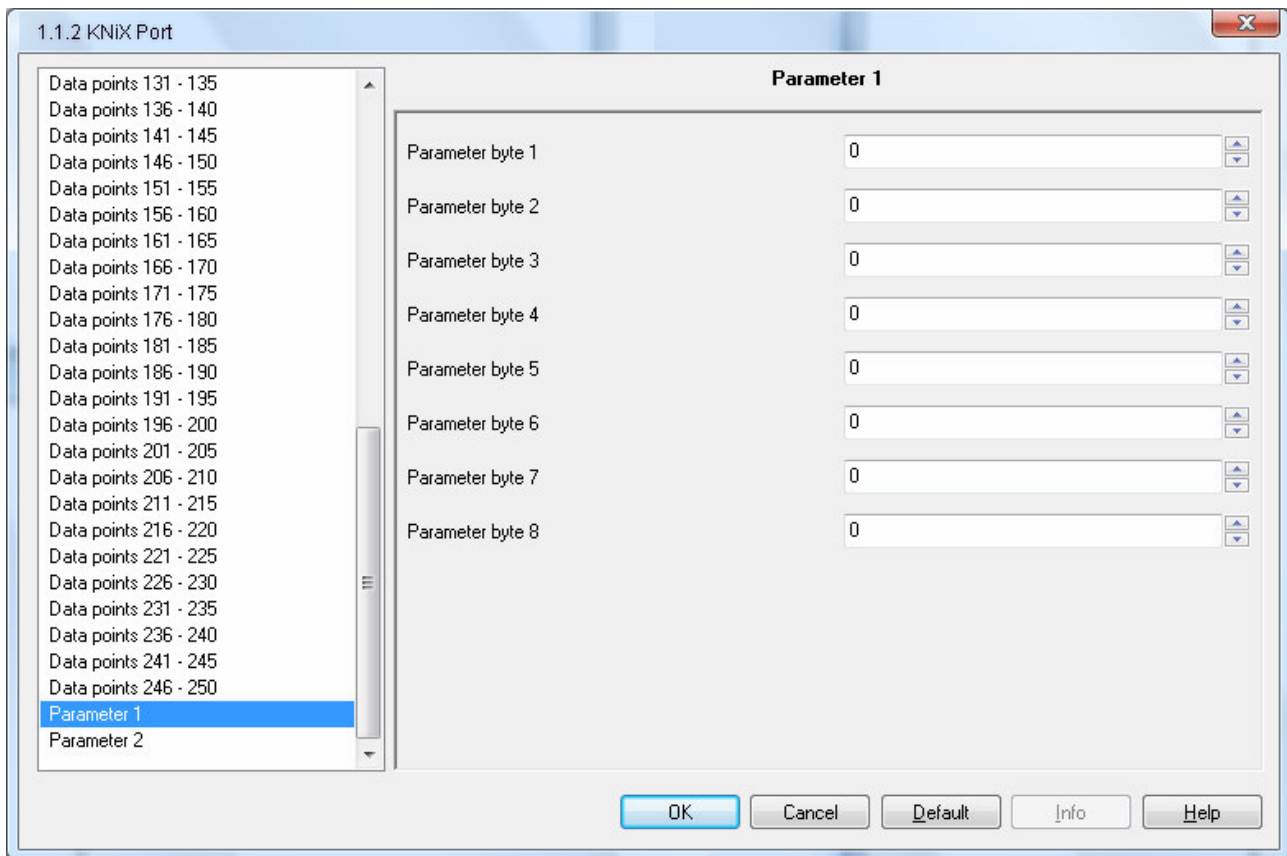 1.1.2 KNiX Port
Data points 131 - 135
Data points 136 - 140
Data points 141 - 145
Data points 146 - 150
Data points 151 - 155
Data points 156 - 160
Data points 161 - 165
Data points 166 - 170
Data points 171 - 175
Data points 176 - 180
Data points 181 - 185
Data points 186 - 190
Data points 191 - 195
Data points 196 - 200
Data points 201 - 205
Data points 206 - 210
Data points 211 - 215
Data points 216 - 220
Data points 221 - 225
Data points 226 - 230
Data points 231 - 235
Data points 236 - 240
Data points 241 - 245
Data points 246 - 250
Parameter 1
Parameter 2
Parameter 1
Parameter byte 1 0
Parameter byte 2 0
Parameter byte 3 0
Parameter byte 4 0
Parameter byte 5 0
Parameter byte 6 0
Parameter byte 7 0
Parameter byte 8 0
OK Cancel Default Info Help